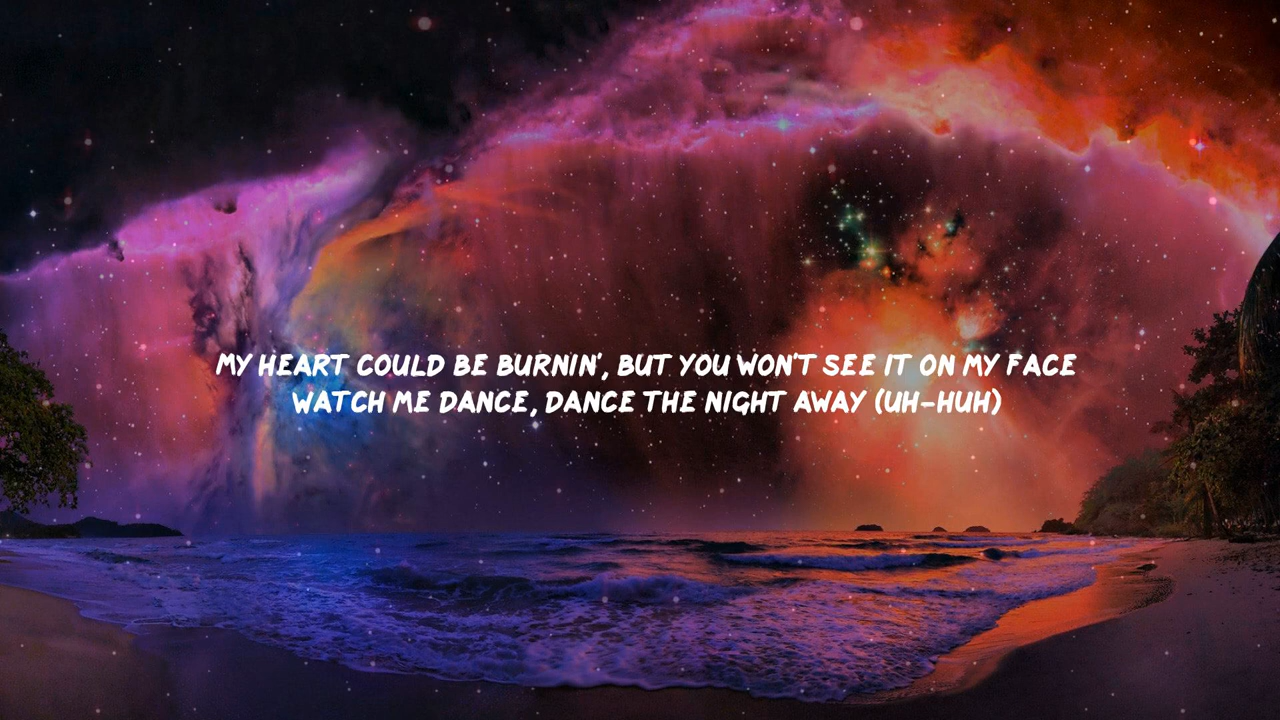 MY HEART COULD BE BURNIN', BUT YOU WON'T SEE IT ON MY FACE
WATCH ME DANCE, DANCE THE NIGHT AWAY (UH-HUH)